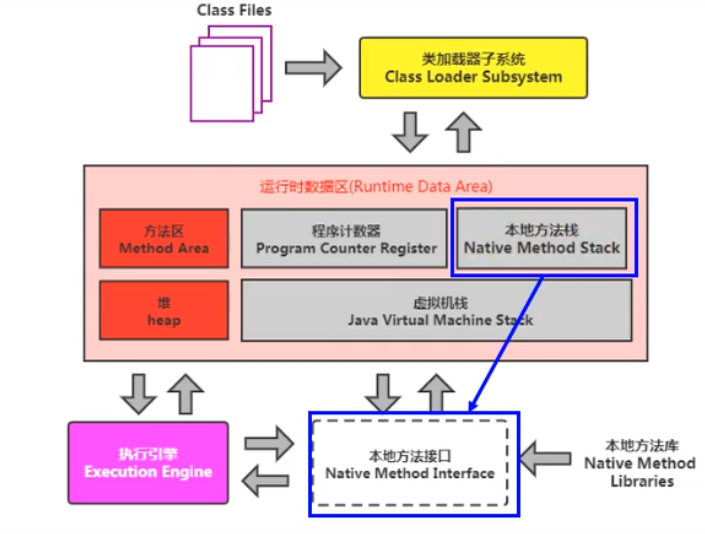 Class Files
类加载器子系统
Class Loader Subsystem
运行时数据区(Runtime Data Area)
方法区
Method Area
程序计数器
Program Counter Register
本地方法栈
Native Method Stack
堆
heap
虚拟机栈
Java Virtual Machine Stack
执行引擎
Execution Engine
本地方法接口
Native Method Interface
本地方法库
Native Method
Libraries